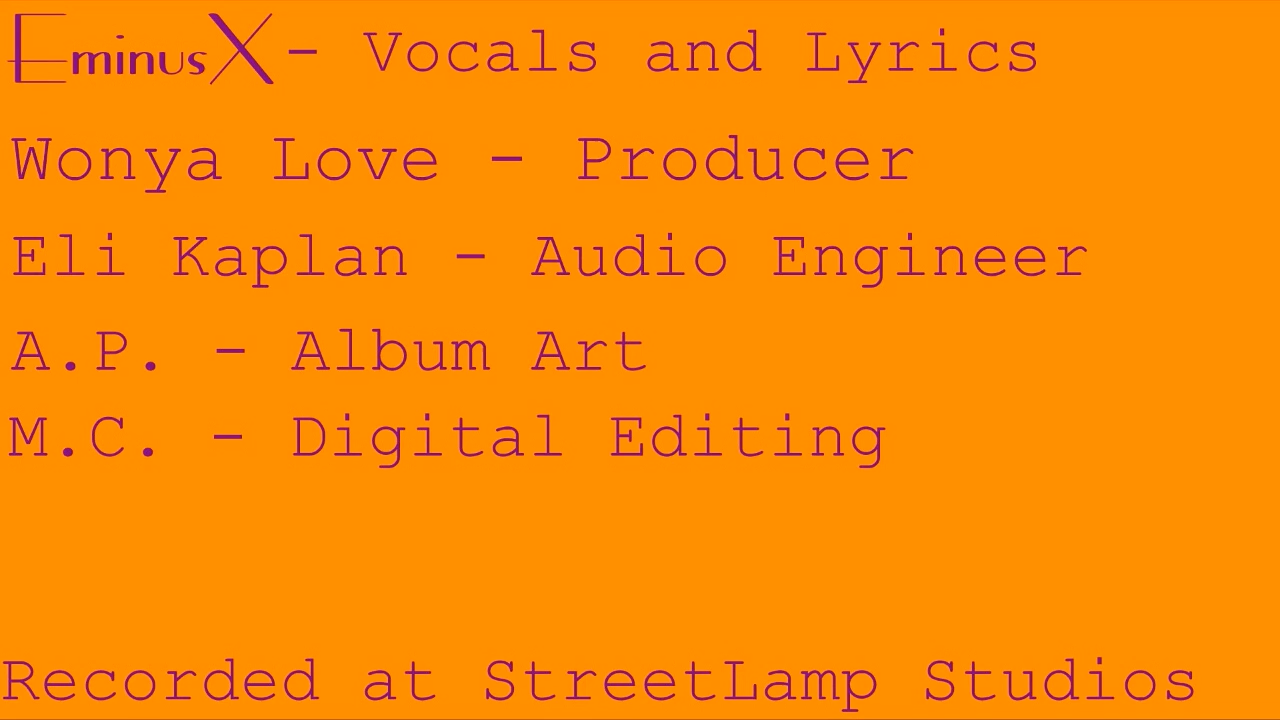 EminusX - Vocals and Lyrics
Wonya Love - Producer
Eli Kaplan - Audio Engineer
A.P. - Album Art
M.C. - Digital Editing
Recorded at StreetLamp Studios